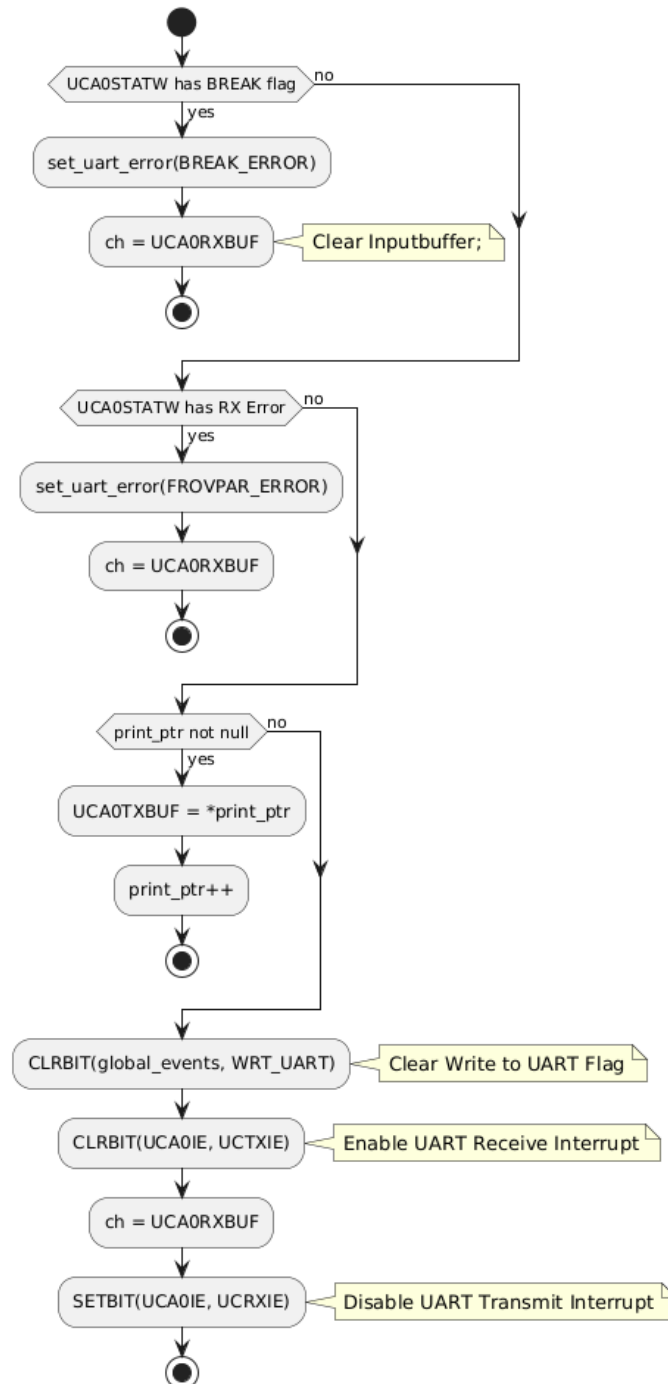 UCA0STATW has BREAK flag
no
yes
set_uart_error(BREAK_ERROR)
ch = UCA0RXBUF
Clear Inputbuffer;
UCA0STATW has RX Error
no
yes
set_uart_error(FROVPAR_ERROR)
ch = UCA0RXBUF
print_ptr not null
no
yes
UCA0TXBUF = *print_ptr
print_ptr++
CLRBIT(global_events, WRT_UART)
Clear Write to UART Flag
CLRBIT(UCA0IE, UCTXIE)
Enable UART Receive Interrupt
ch = UCA0RXBUF
SETBIT(UCA0IE, UCRXIE)
Disable UART Transmit Interrupt